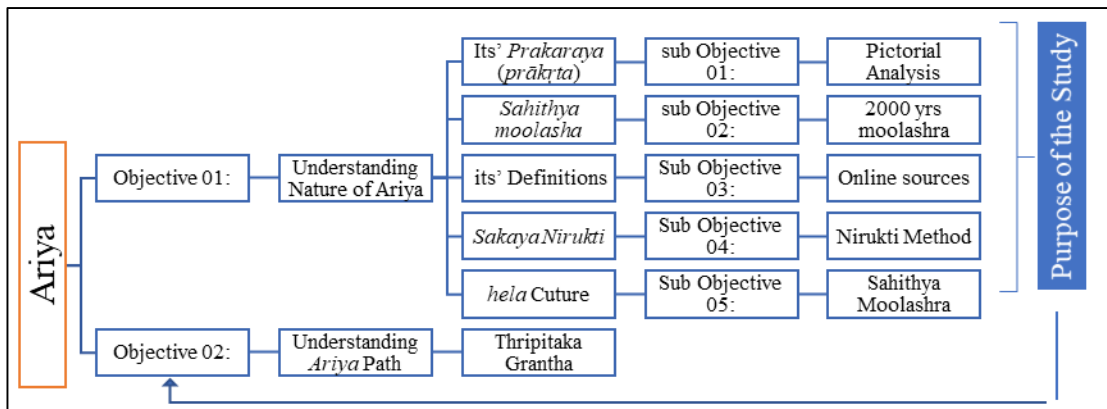 Ariya
Objective 01:
Understanding
Nature of Ariya
Its’ Prakaraya
(prākṛta)
sub Objective
01:
Pictorial
Analysis
Sahithya
moolasha
sub Objective
02:
2000 yrs
moolashra
its’ Definitions
Sub Objective
03:
Online sources
Sakaya Nirukti
Sub Objective
04:
Nirukti Method
hela Cuture
Sub Objective
05:
Sahithya
Moolashra
Objective 02:
Understanding
Ariya Path
Thripitaka
Grantha
Purpose of the Study